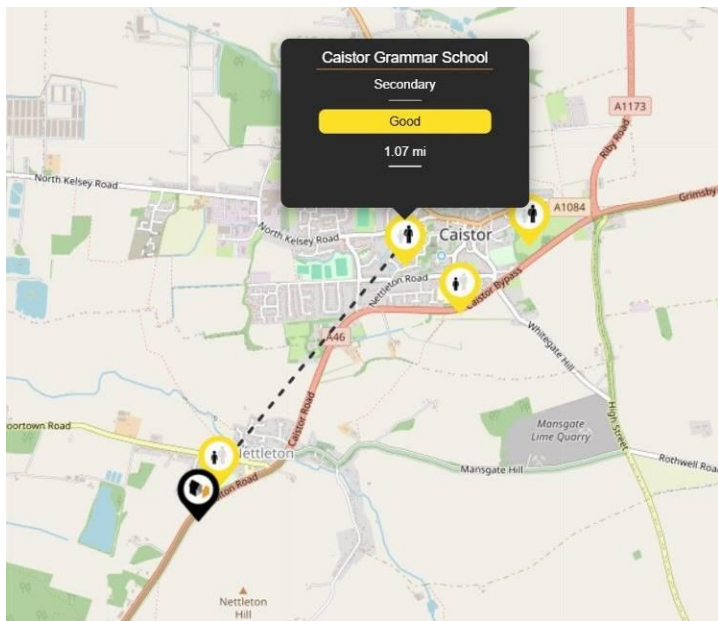 Caistor Grammar School
Secondary
Good
1.07 mi
A1173
Riby Road
North Kelsey Road
Grimsby
A1084
North Kelsey Road
Caistor
Nettleton Road
Caistor Bypass
A46
Whitegate Hill
Caistor Road
High Street
oortown Road
Mansgate
Lime Quarry
Nettleton
Mansgate Hill
Rothwell Road
ton Road
Nettleton
Hill